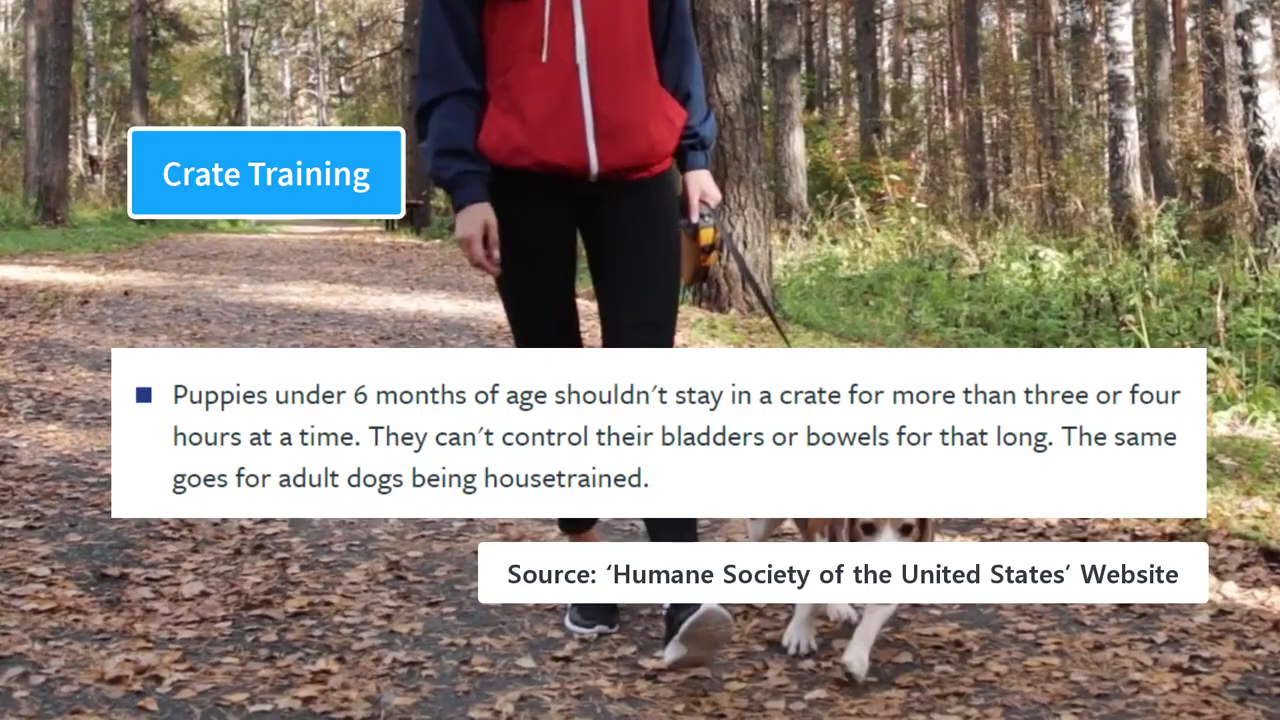 Crate Training
Puppies under 6 months of age shouldn't stay in a crate for more than three or four
hours at a time. They can't control their bladders or bowels for that long. The same
goes for adult dogs being housetrained.
Source: ‘Humane Society of the United States’ Website